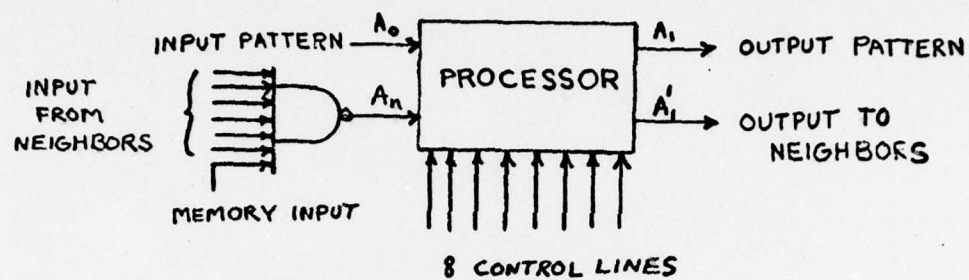 INPUT PATTERN
A₀
INPUT
FROM
NEIGHBORS
Aₙ
MEMORY INPUT
PROCESSOR
A₁
OUTPUT PATTERN
A₁'
OUTPUT TO
NEIGHBORS
8 CONTROL LINES